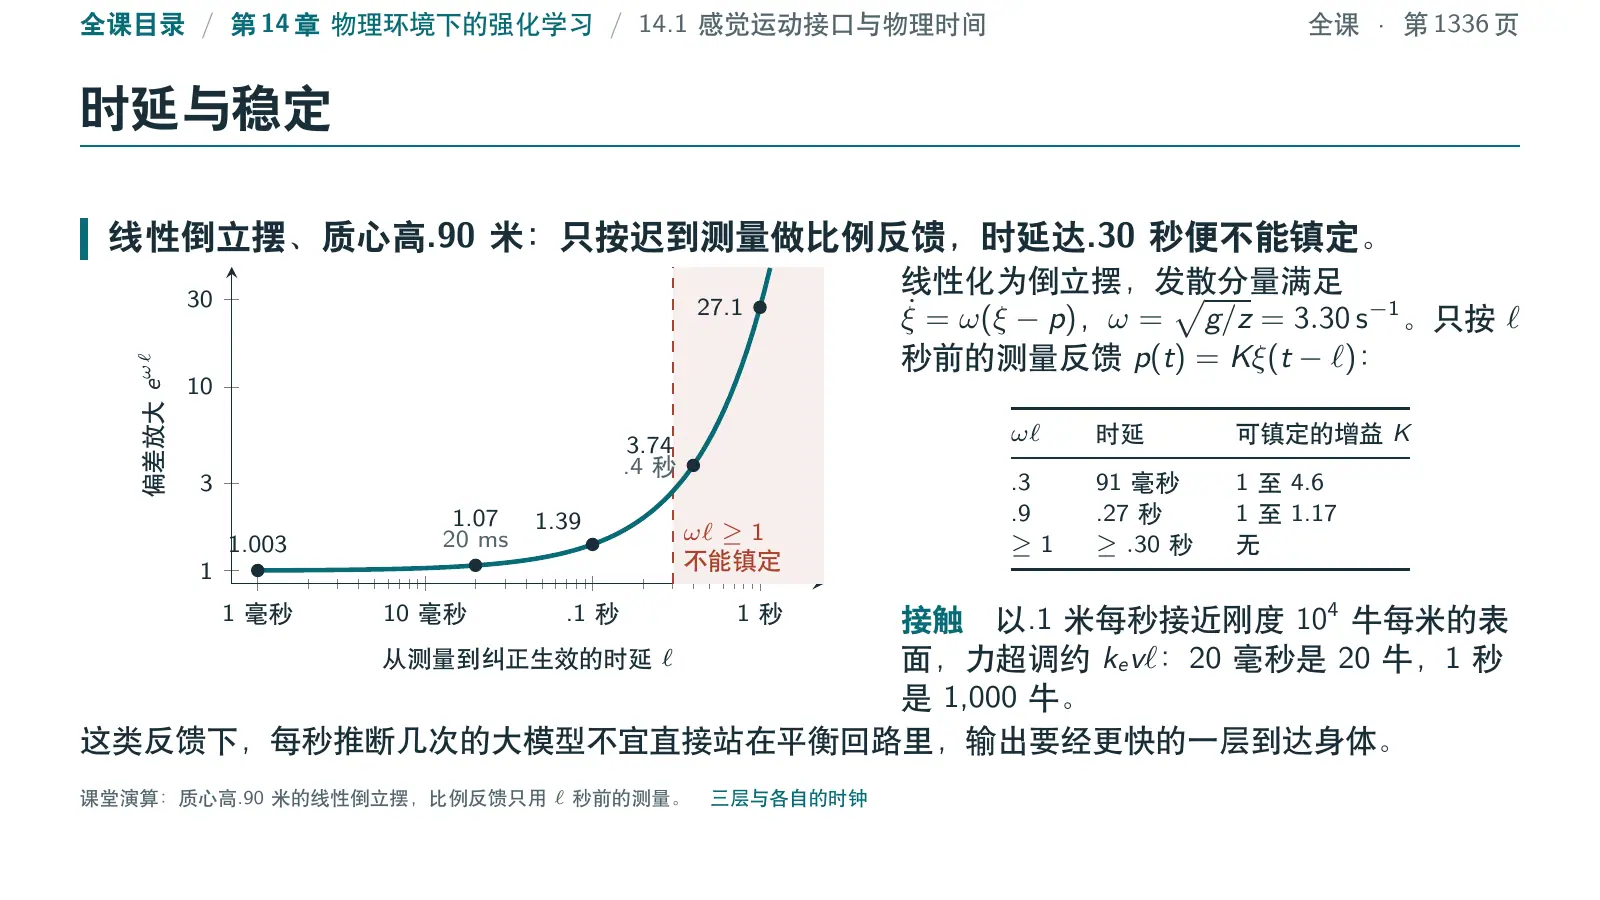 全课目录 / 第 14 章 物理环境下的强化学习 / 14.1 感觉运动接口与物理时间
全课 · 第 1336 页
时延与稳定
线性倒立摆、质心高.90 米：只按迟到测量做比例反馈，时延达.30 秒便不能镇定。
偏差放大 e^{ωℓ}
30
10
3
1
1.003
1.07
20 ms
1.39
3.74
.4 秒
27.1
ωℓ ≥ 1
不能镇定
1 毫秒 10 毫秒 .1 秒 1 秒
从测量到纠正生效的时延 ℓ
线性化为倒立摆，发散分量满足
ξ̇ = ω(ξ − p)，ω = √(g/z) = 3.30 s⁻¹。只按 ℓ
秒前的测量反馈 p(t) = Kξ(t − ℓ)：
ωℓ 时延 可镇定的增益 K
.3 91 毫秒 1 至 4.6
.9 .27 秒 1 至 1.17
≥ 1 ≥ .30 秒 无
接触 以.1 米每秒接近刚度 10⁴ 牛每米的表
面，力超调约 kₑvℓ：20 毫秒是 20 牛，1 秒
是 1,000 牛。
这类反馈下，每秒推断几次的大模型不宜直接站在平衡回路里，输出要经更快的一层到达身体。
课堂演算：质心高.90 米的线性倒立摆，比例反馈只用 ℓ 秒前的测量。 三层与各自的时钟